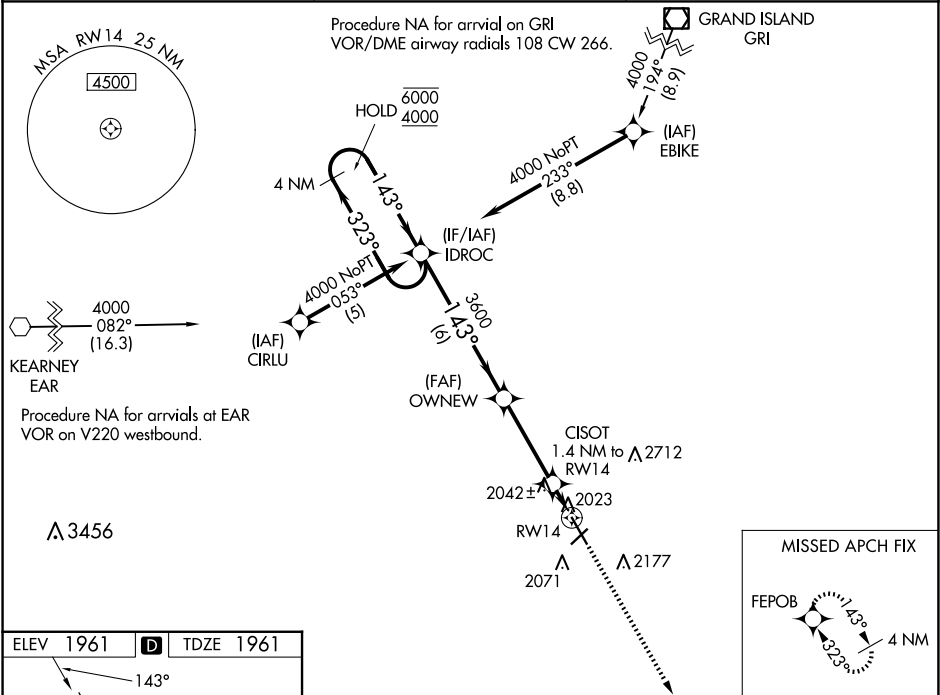 MSA RW14 25 NM
4500
Procedure NA for arrvial on GRI
VOR/DME airway radials 108 CW 266.
GRAND ISLAND
GRI
4000
194°
(8.9)
(IAF)
EBIKE
4000 NoPT
233°
(8.8)
HOLD 6000
4000
4 NM
143°
323°
(IF/IAF)
IDROC
4000 NoPT
053°
(5)
(IAF)
CIRLU
4000
082°
(16.3)
KEARNEY
EAR
Procedure NA for arrvials at EAR
VOR on V220 westbound.
3600
143°
(6)
(FAF)
OWNEW
CISOT
1.4 NM to
RW14
2712
2042±
2023
RW14
2071
2177
3456
MISSED APCH FIX
FEPOB
143°
323°
4 NM
ELEV 1961 D TDZE 1961
143°